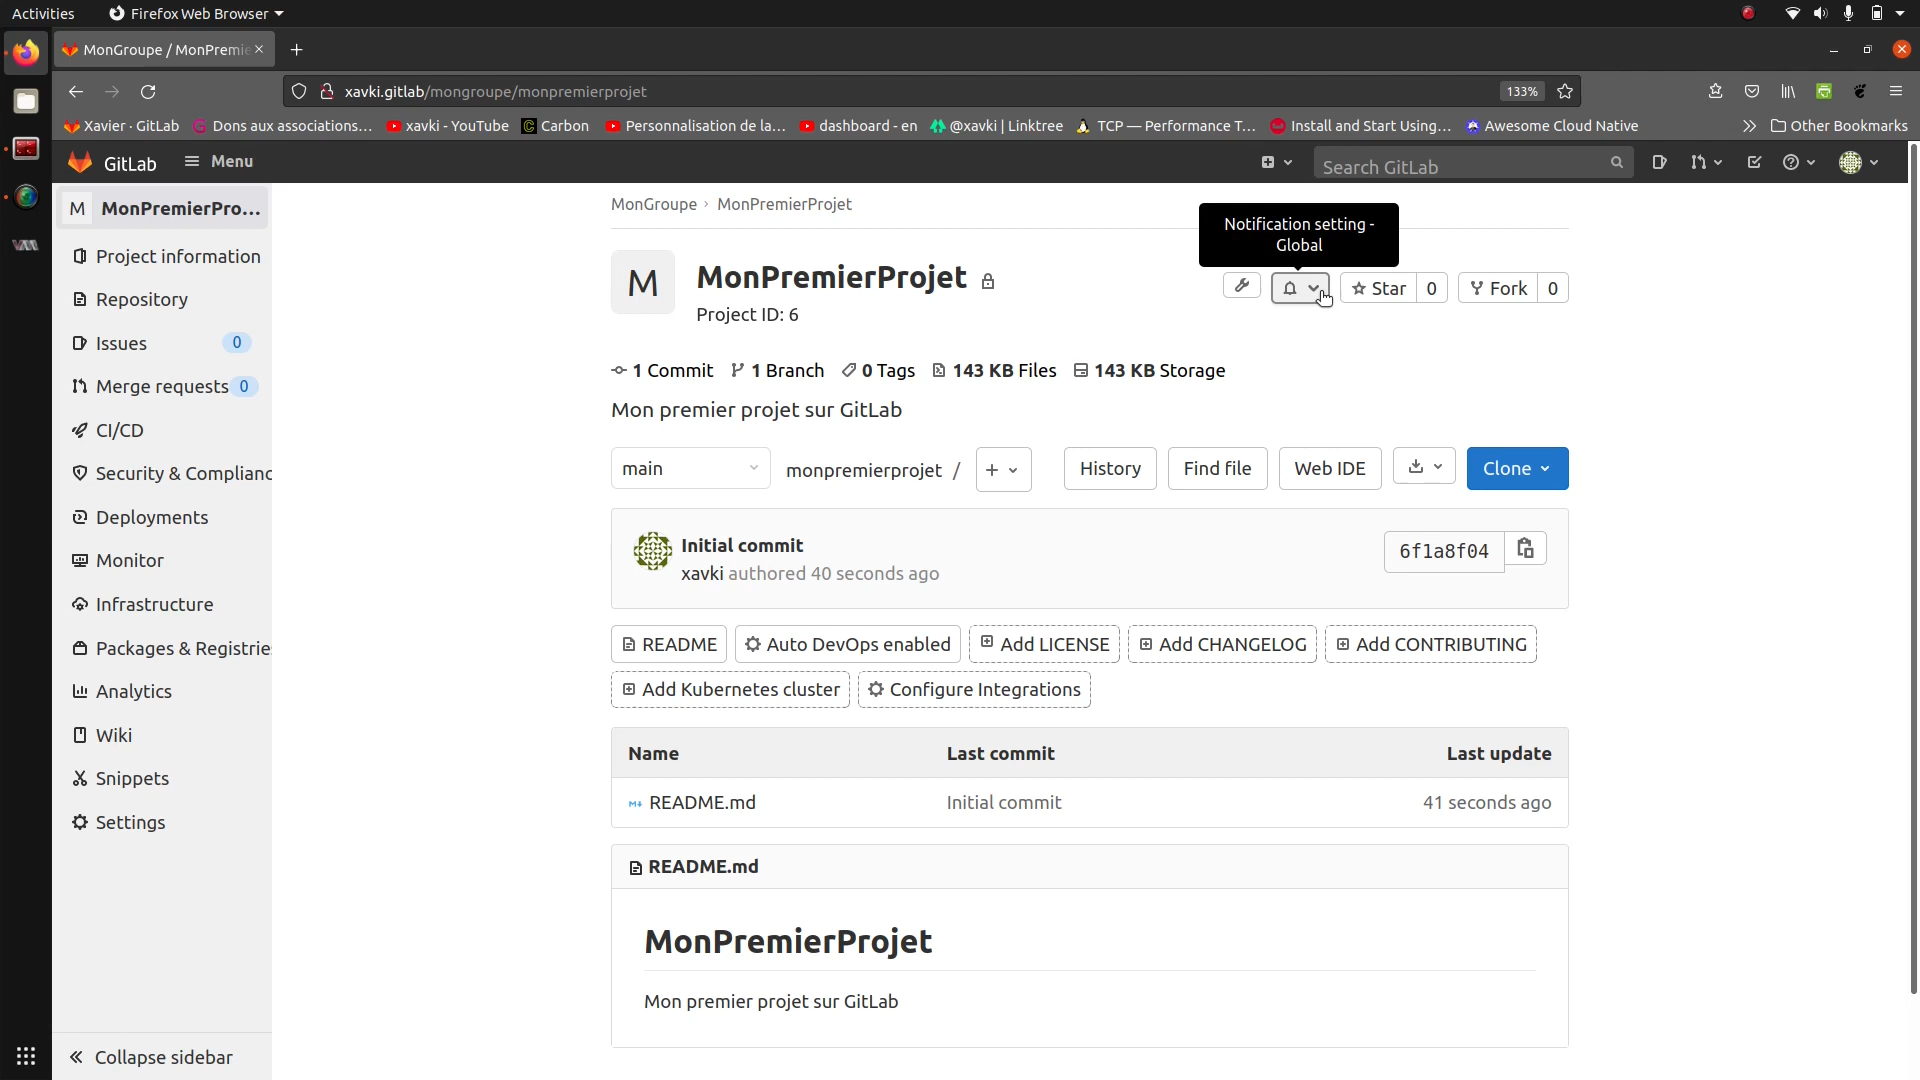 Activities
Firefox Web Browser
MonGroupe / MonPremie
xavki.gitlab/mongroupe/monpremierprojet
133%
Xavier · GitLab
Dons aux associations...
xavki - YouTube
Carbon
Personnalisation de la...
dashboard - en
@xavki | Linktree
TCP — Performance T...
Install and Start Using...
Awesome Cloud Native
Other Bookmarks
GitLab
Menu
Search GitLab
M MonPremierPro...
Project information
Repository
Issues 0
Merge requests 0
CI/CD
Security & Complianc
Deployments
Monitor
Infrastructure
Packages & Registrie
Analytics
Wiki
Snippets
Settings
Collapse sidebar
MonGroupe › MonPremierProjet
Notification setting -
Global
M
MonPremierProjet
Project ID: 6
Star 0
Fork 0
1 Commit 1 Branch 0 Tags 143 KB Files 143 KB Storage
Mon premier projet sur GitLab
main
monpremierprojet /
+
History
Find file
Web IDE
Clone
Initial commit
xavki authored 40 seconds ago
6f1a8f04
README
Auto DevOps enabled
Add LICENSE
Add CHANGELOG
Add CONTRIBUTING
Add Kubernetes cluster
Configure Integrations
Name Last commit Last update
README.md Initial commit 41 seconds ago
README.md
MonPremierProjet
Mon premier projet sur GitLab